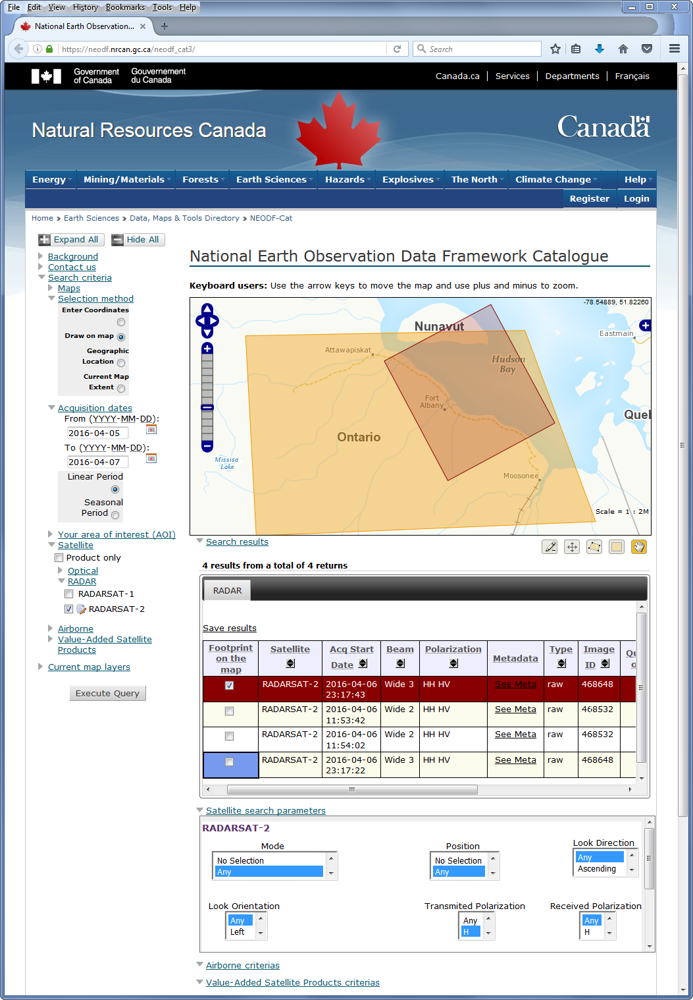 File Edit View History Bookmarks Tools Help
National Earth Observation...
https://neodf.nrcan.gc.ca/neodf_cat3/
Search
Government of Canada
Gouvernement du Canada
Canada.ca Services Departments Français
Natural Resources Canada
Canada
Energy Mining/Materials Forests Earth Sciences Hazards Explosives The North Climate Change Help
Register Login
Home » Earth Sciences » Data, Maps & Tools Directory » NEODF-Cat
Expand All Hide All
Background
Contact us
Search criteria
Maps
Selection method
Enter Coordinates
Draw on map
Geographic
Location
Current Map
Extent
Acquisition dates
From (YYYY-MM-DD):
2016-04-05
To (YYYY-MM-DD):
2016-04-07
Linear Period
Seasonal
Period
Your area of interest (AOI)
Satellite
Product only
Optical
RADAR
RADARSAT-1
RADARSAT-2
Airborne
Value-Added Satellite
Products
Current map layers
Execute Query
National Earth Observation Data Framework Catalogue
Keyboard users: Use the arrow keys to move the map and use plus and minus to zoom.
-78.54889, 51.82260
Nunavut
Eastmain
Attawapiskat
Hudson
Bay
Fort
Albany
Quel
Ontario
Missisa
Lake
Moosonee
Scale = 1 : 2M
Search results
4 results from a total of 4 returns
RADAR
Save results
Footprint on the map Satellite Acq Start Date Beam Polarization Metadata Type Image ID Qu o
RADARSAT-2 2016-04-06 23:17:43 Wide 3 HH HV See Meta raw 468648
RADARSAT-2 2016-04-06 11:53:42 Wide 2 HH HV See Meta raw 468532
RADARSAT-2 2016-04-06 11:54:02 Wide 2 HH HV See Meta raw 468532
RADARSAT-2 2016-04-06 23:17:22 Wide 3 HH HV See Meta raw 468648
Satellite search parameters
RADARSAT-2
Mode Position Look Direction
No Selection No Selection Any
Any Any Ascending
Look Orientation Transmited Polarization Received Polarization
Any Any Any
Left H H
Airborne criterias
Value-Added Satellite Products criterias